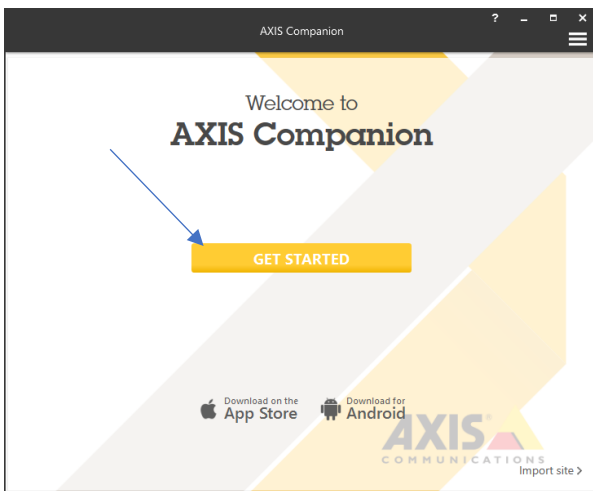 AXIS Companion
?
Welcome to
AXIS Companion
GET STARTED
Download on the
App Store
Download for
Android
AXIS
COMMUNICATIONS
Import site >